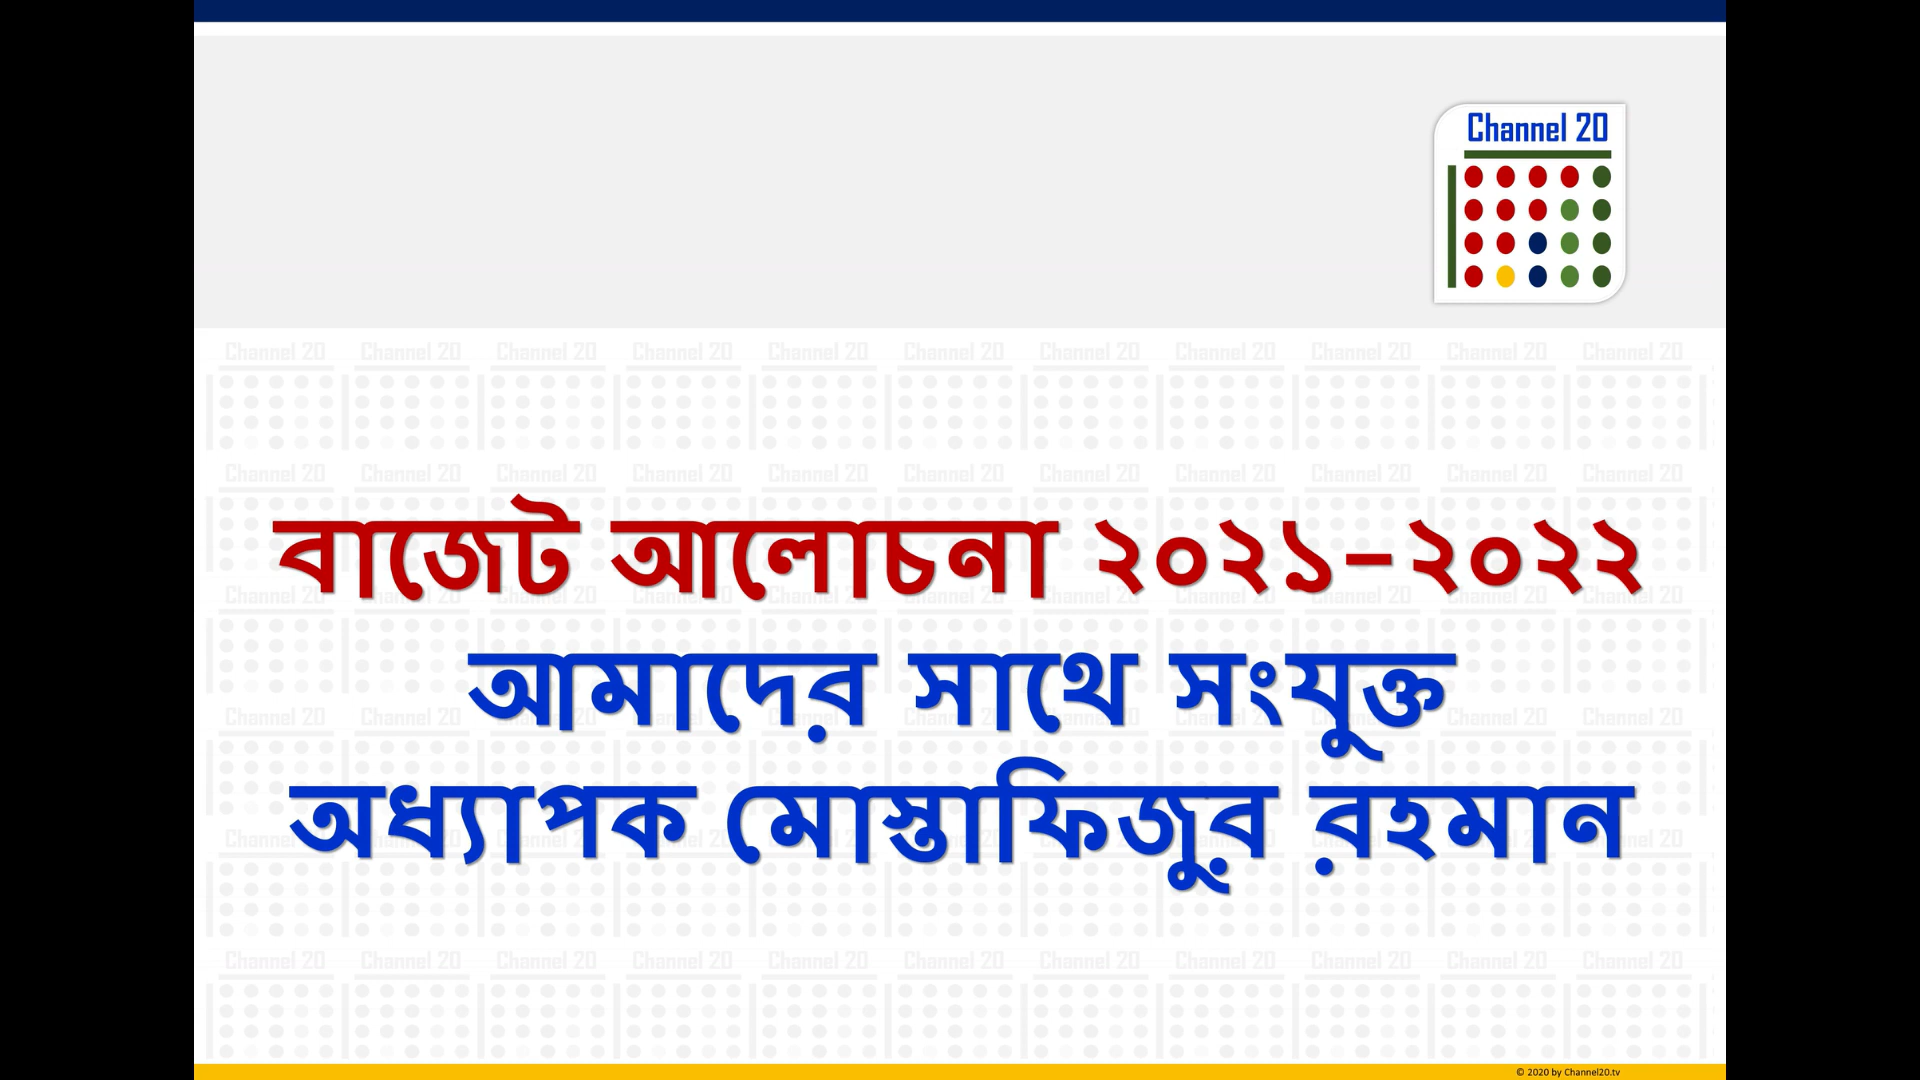 Channel 20
বাজেট আলোচনা ২০২১-২০২২
আমাদের সাথে সংযুক্ত
অধ্যাপক মোস্তাফিজুর রহমান
© 2020 by Channel20.tv